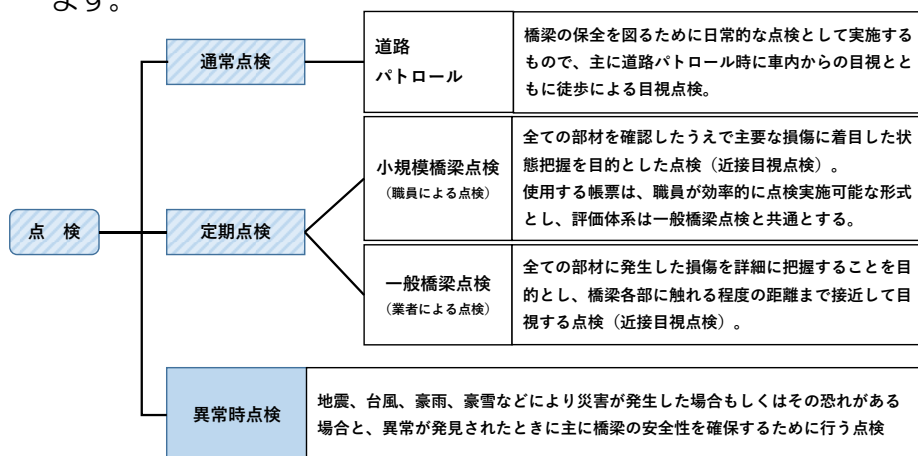 ます。
点　検
通常点検
道路
パトロール
橋梁の保全を図るために日常的な点検として実施する
もので、主に道路パトロール時に車内からの目視とと
もに徒歩による目視点検。
定期点検
小規模橋梁点検
（職員による点検）
全ての部材を確認したうえで主要な損傷に着目した状
態把握を目的とした点検（近接目視点検）。
使用する帳票は、職員が効率的に点検実施可能な形式
とし、評価体系は一般橋梁点検と共通とする。
一般橋梁点検
（業者による点検）
全ての部材に発生した損傷を詳細に把握することを目
的とし、橋梁各部に触れる程度の距離まで接近して目
視する点検（近接目視点検）。
異常時点検
地震、台風、豪雨、豪雪などにより災害が発生した場合もしくはその恐れがある
場合と、異常が発見されたときに主に橋梁の安全性を確保するために行う点検